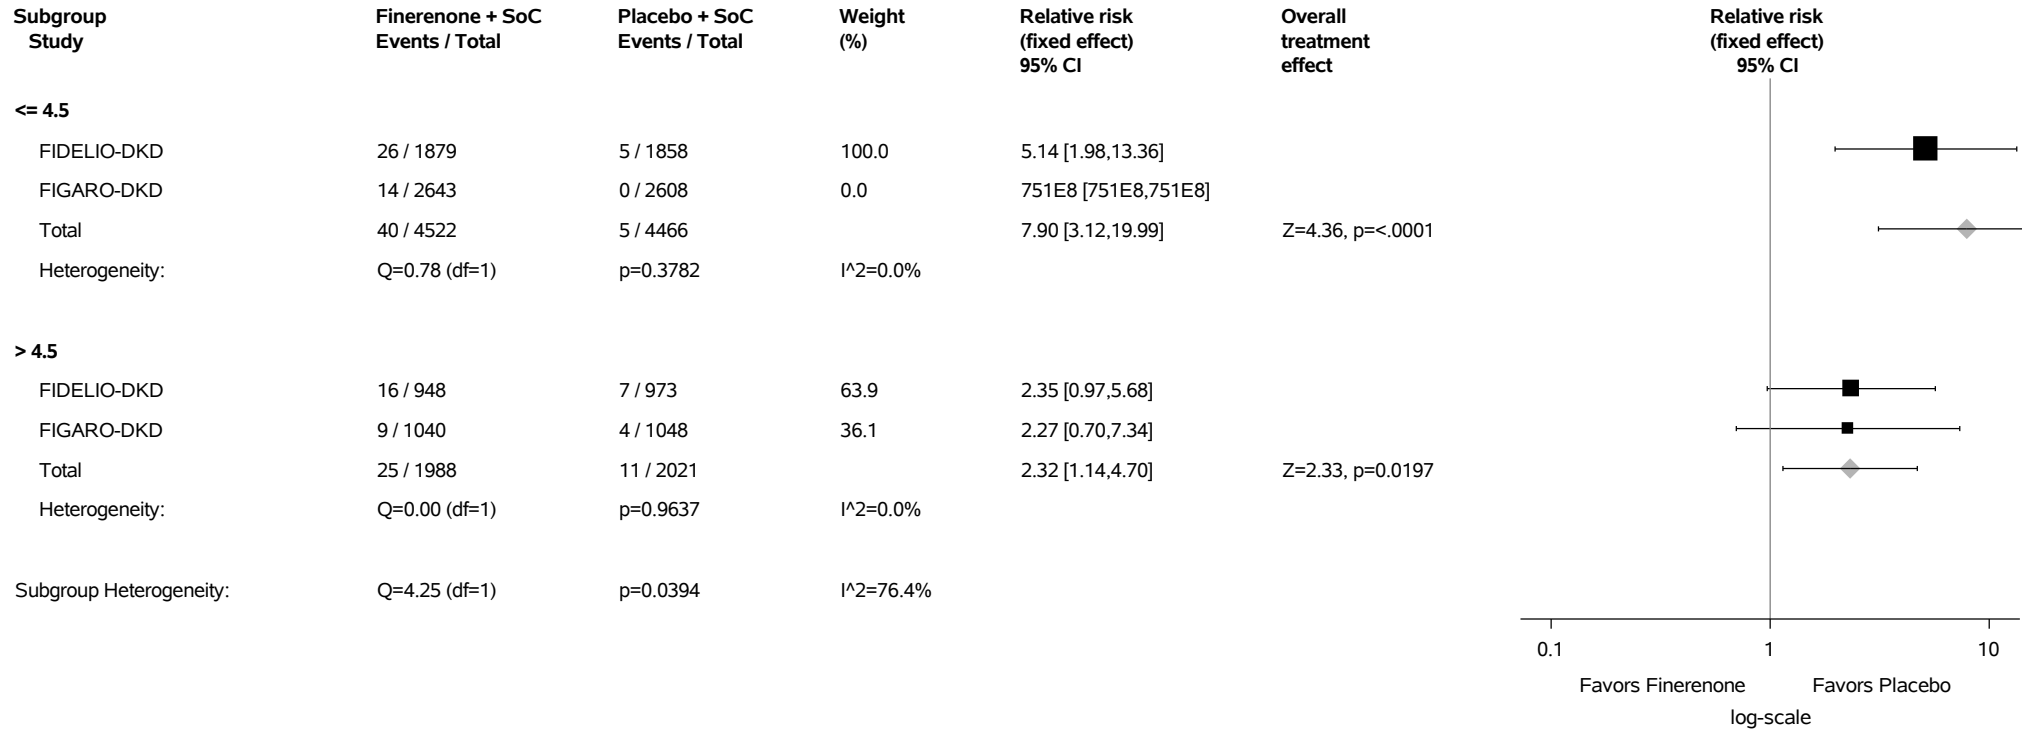 Subgroup Finerenone + SoC Placebo + SoC Weight Relative risk Overall Relative risk
Study Events / Total Events / Total (%) (fixed effect) treatment (fixed effect)
95% CI effect 95% CI
<= 4.5
FIDELIO-DKD 26 / 1879 5 / 1858 100.0 5.14 [1.98,13.36]
FIGARO-DKD 14 / 2643 0 / 2608 0.0 751E8 [751E8,751E8]
Total 40 / 4522 5 / 4466 7.90 [3.12,19.99] Z=4.36, p=<.0001
Heterogeneity: Q=0.78 (df=1) p=0.3782 I^2=0.0%
> 4.5
FIDELIO-DKD 16 / 948 7 / 973 63.9 2.35 [0.97,5.68]
FIGARO-DKD 9 / 1040 4 / 1048 36.1 2.27 [0.70,7.34]
Total 25 / 1988 11 / 2021 2.32 [1.14,4.70] Z=2.33, p=0.0197
Heterogeneity: Q=0.00 (df=1) p=0.9637 I^2=0.0%
Subgroup Heterogeneity: Q=4.25 (df=1) p=0.0394 I^2=76.4%
0.1 1 10
Favors Finerenone Favors Placebo
log-scale